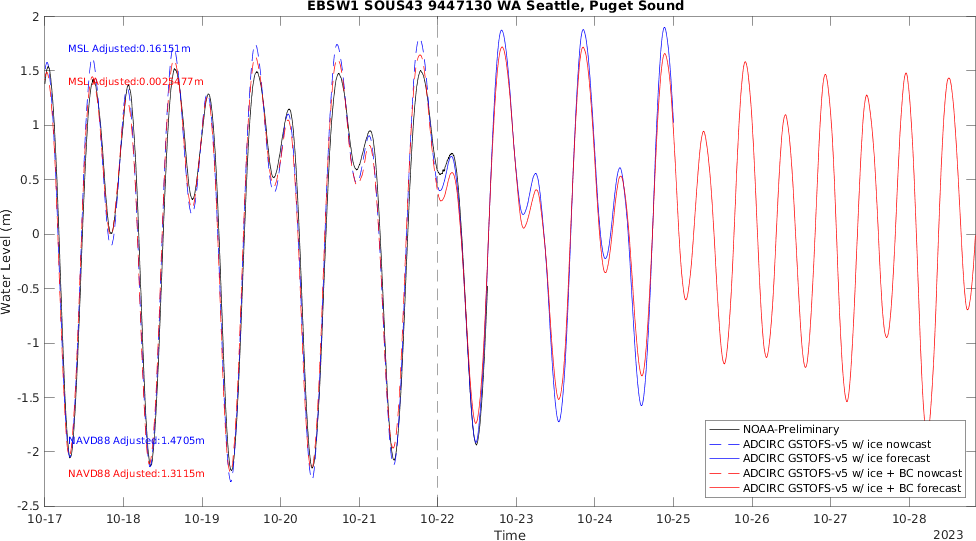 EBSW1 SOUS43 9447130 WA Seattle, Puget Sound
2
1.5
1
0.5
0
-0.5
-1
-1.5
-2
-2.5
Water Level (m)
MSL Adjusted:0.16151m
MSL Adjusted:0.0025477m
NAVD88 Adjusted:1.4705m
NAVD88 Adjusted:1.3115m
NOAA-Preliminary
ADCIRC GSTOFS-v5 w/ ice nowcast
ADCIRC GSTOFS-v5 w/ ice forecast
ADCIRC GSTOFS-v5 w/ ice + BC nowcast
ADCIRC GSTOFS-v5 w/ ice + BC forecast
10-17 10-18 10-19 10-20 10-21 10-22 10-23 10-24 10-25 10-26 10-27 10-28
Time
2023